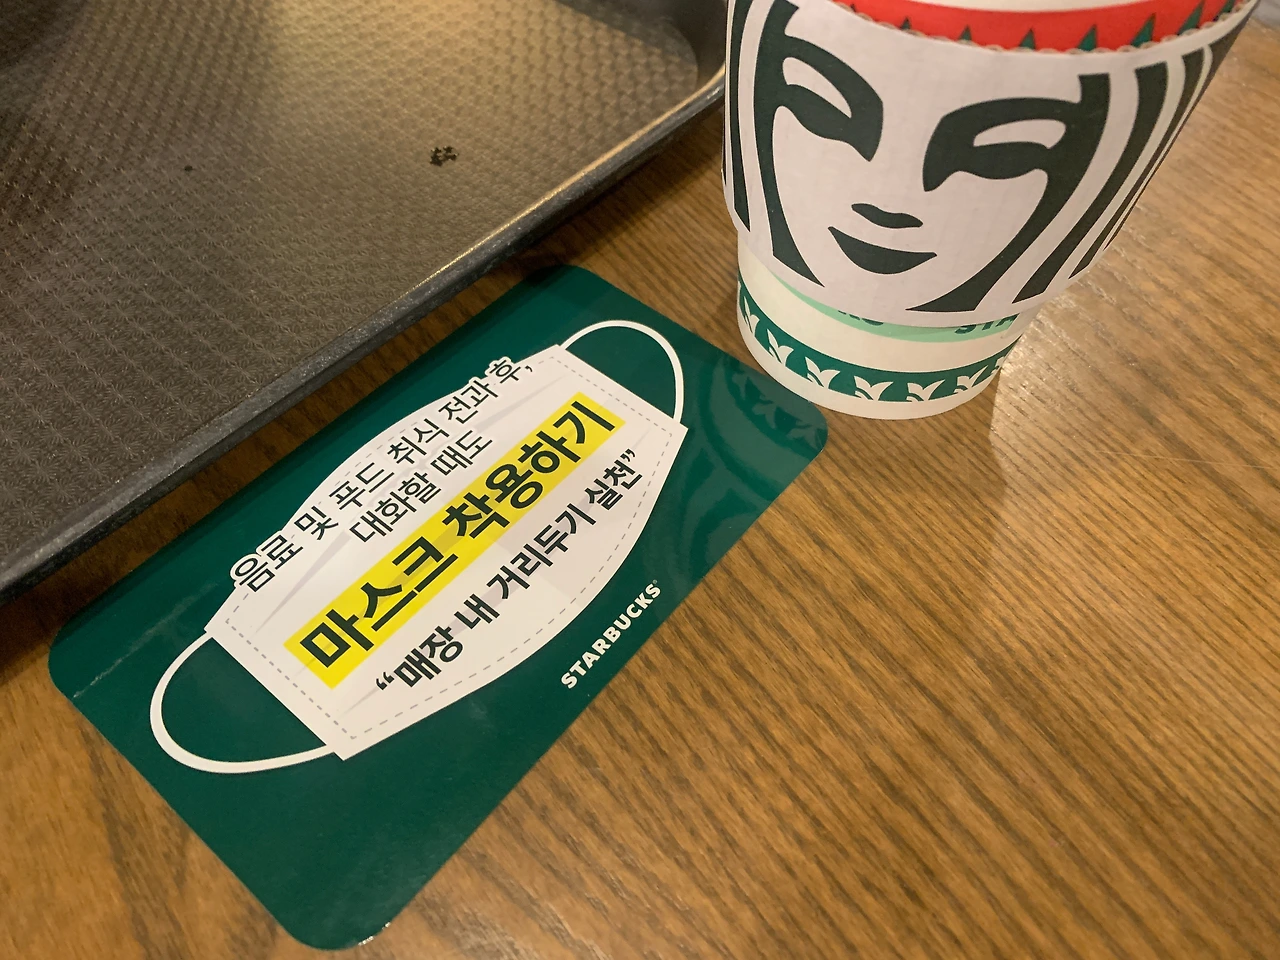 음료 및 푸드 취식 전과 후,
대화할 때도
마스크 착용하기
“매장 내 거리두기 실천”
STARBUCKS®